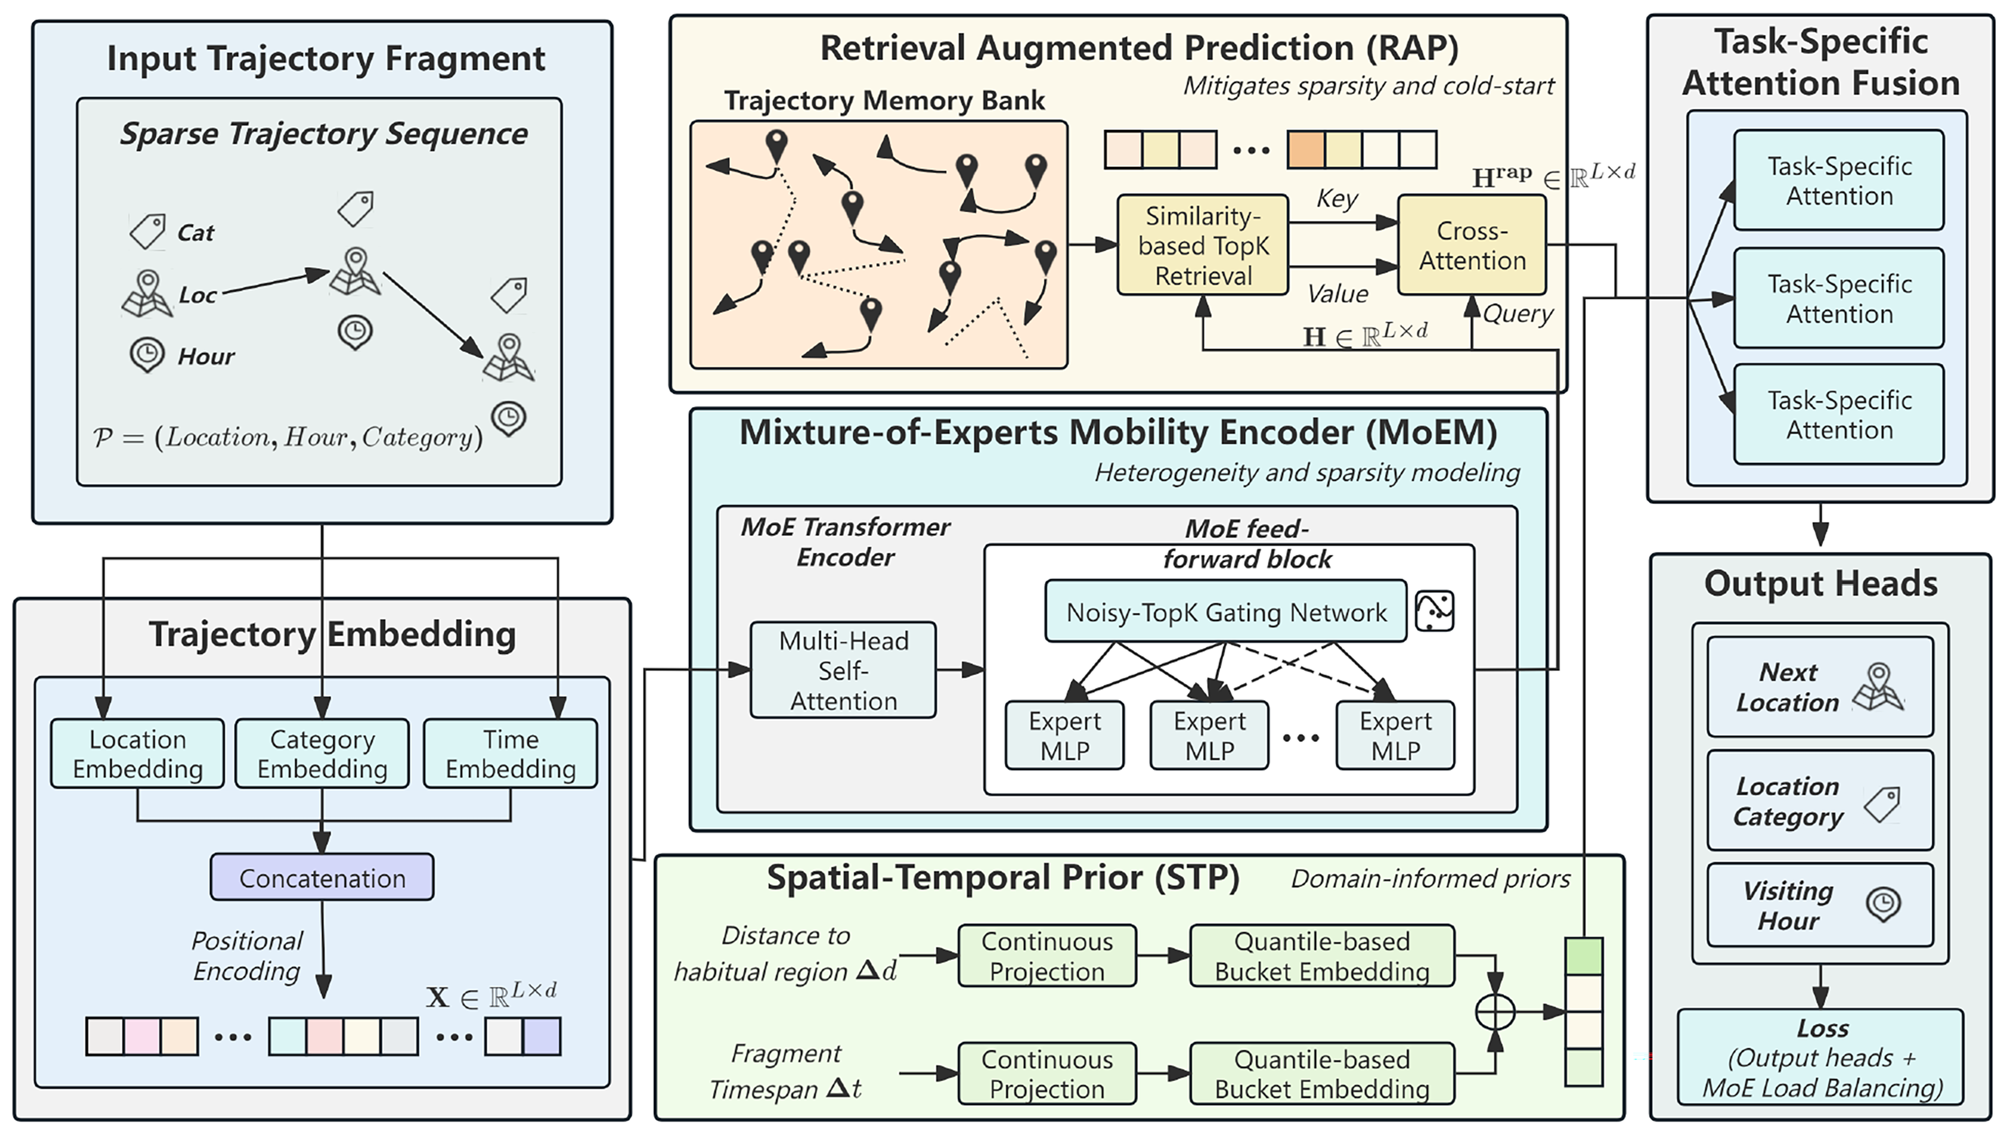 Input Trajectory Fragment
Sparse Trajectory Sequence
Cat
Loc
Hour
𝒫 = (Location, Hour, Category)
Trajectory Embedding
Location
Embedding
Category
Embedding
Time
Embedding
Concatenation
Positional
Encoding
X ∈ ℝ^{L×d}
...
...
Retrieval Augmented Prediction (RAP)
Mitigates sparsity and cold-start
Trajectory Memory Bank
...
H^{rap} ∈ ℝ^{L×d}
Similarity-
based TopK
Retrieval
Key
Value
Cross-
Attention
Query
H ∈ ℝ^{L×d}
Mixture-of-Experts Mobility Encoder (MoEM)
Heterogeneity and sparsity modeling
MoE Transformer
Encoder
MoE feed-
forward block
Multi-Head
Self-
Attention
Noisy-TopK Gating Network
Expert
MLP
Expert
MLP
...
Expert
MLP
Spatial-Temporal Prior (STP)
Domain-informed priors
Distance to
habitual region Δd
Continuous
Projection
Quantile-based
Bucket Embedding
Fragment
Timespan Δt
Continuous
Projection
Quantile-based
Bucket Embedding
Task-Specific
Attention Fusion
Task-Specific
Attention
Task-Specific
Attention
Task-Specific
Attention
Output Heads
Next
Location
Location
Category
Visiting
Hour
Loss
(Output heads +
MoE Load Balancing)